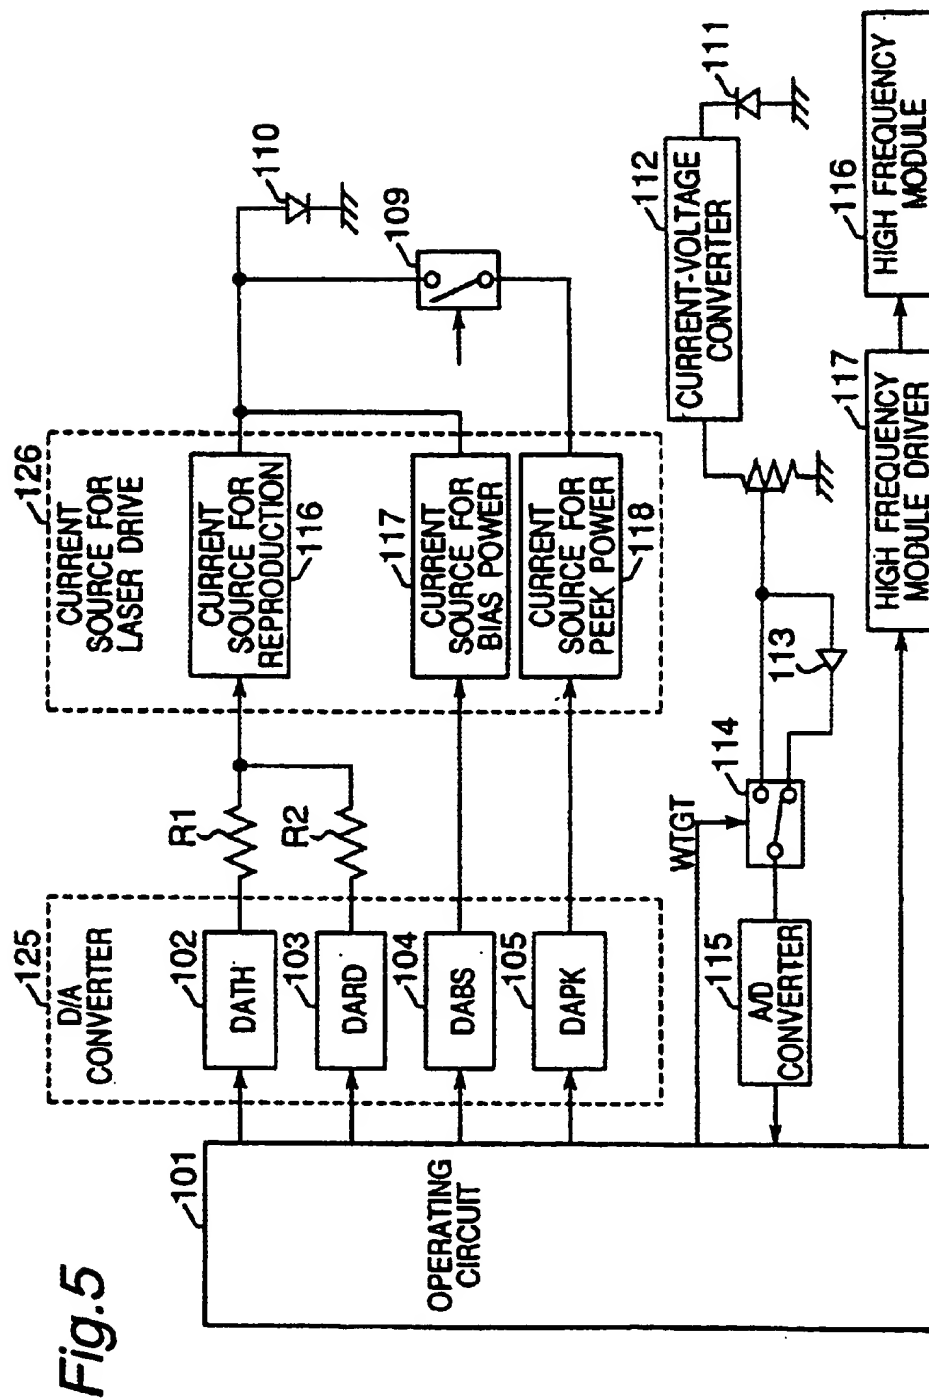 Fig.5
101
OPERATING
CIRCUIT
125
D/A
CONVERTER
102
DATH
103
DARD
104
DABS
105
DAPK
R1
R2
126
CURRENT
SOURCE FOR
LASER DRIVE
CURRENT
SOURCE FOR
REPRODUCTION
116
117
CURRENT
SOURCE FOR
BIAS POWER
CURRENT
SOURCE FOR
PEEK POWER
118
110
109
WTGT
114
115
A/D
CONVERTER
113
112
CURRENT-VOLTAGE
CONVERTER
111
117
HIGH FREQUENCY
MODULE DRIVER
116
HIGH FREQUENCY
MODULE